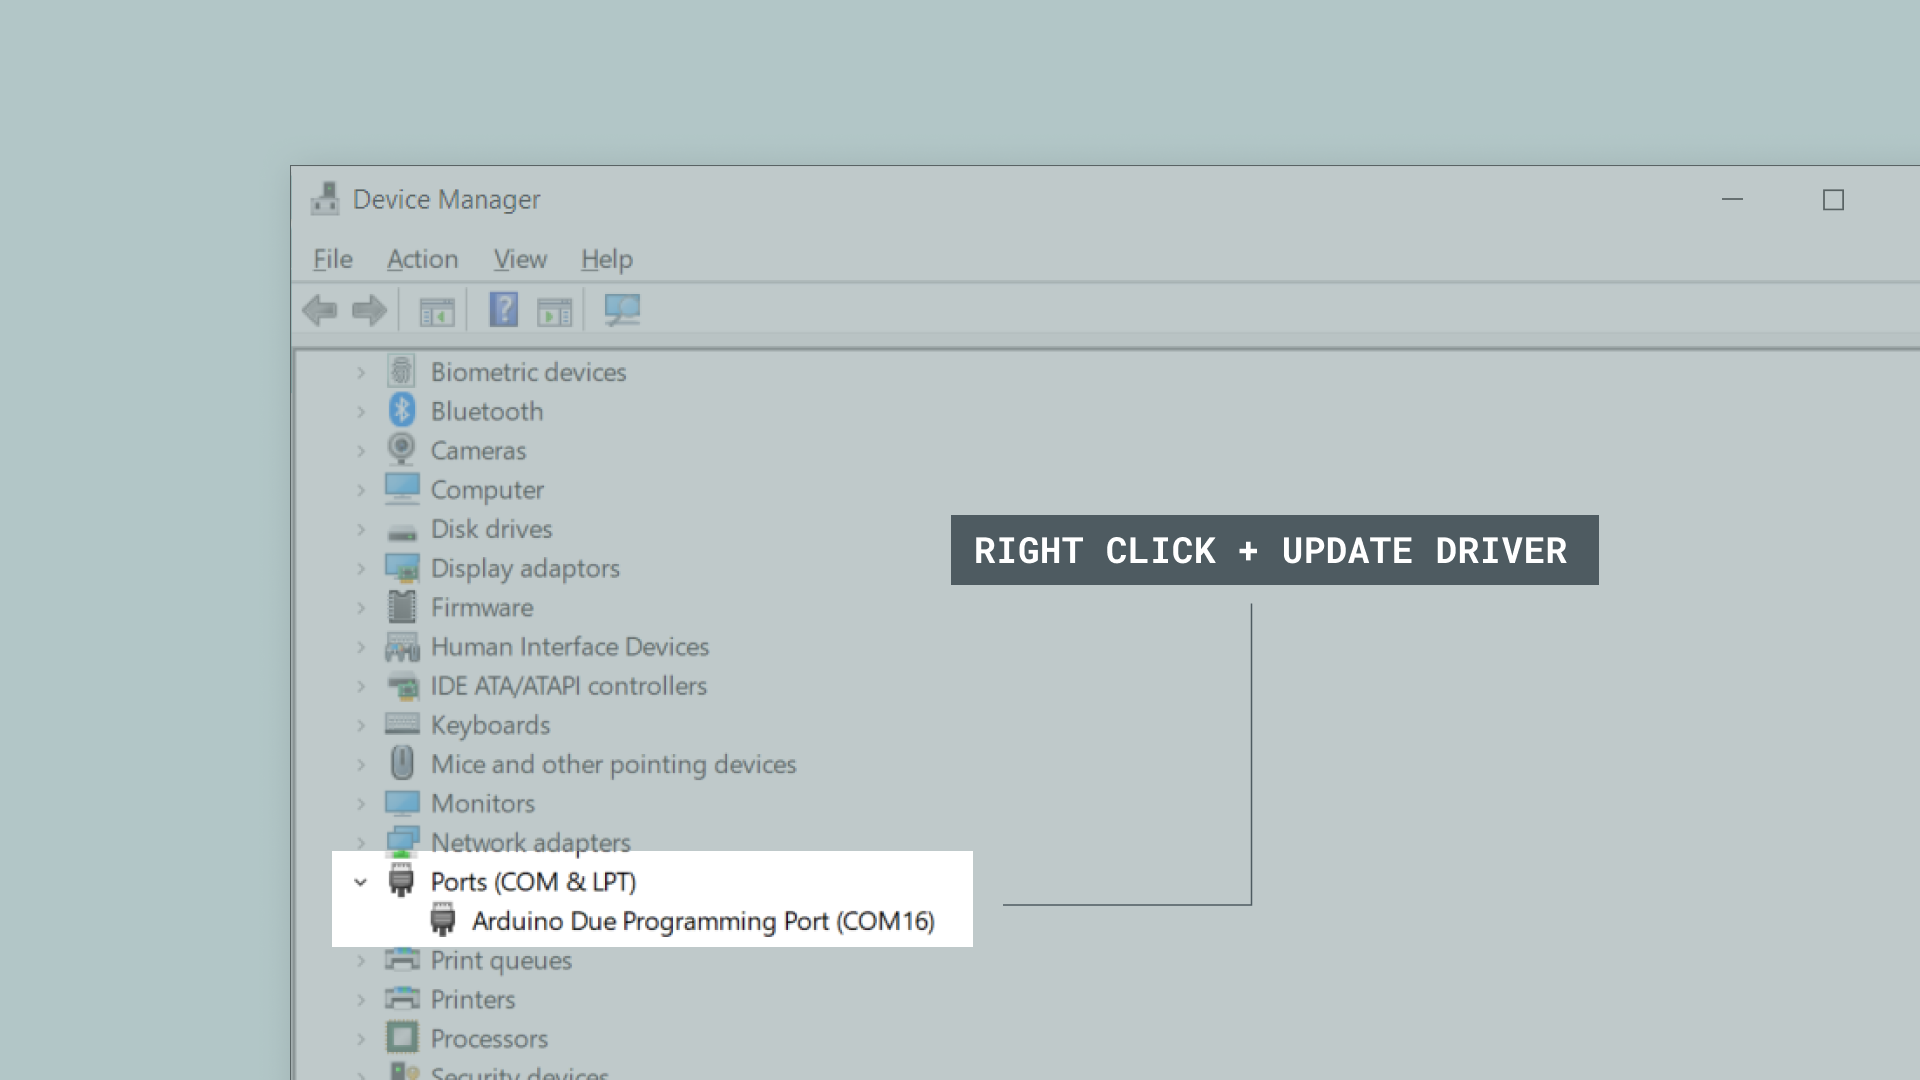 Device Manager
File Action View Help
Biometric devices
Bluetooth
Cameras
Computer
Disk drives
Display adaptors
RIGHT CLICK + UPDATE DRIVER
Firmware
Human Interface Devices
IDE ATA/ATAPI controllers
Keyboards
Mice and other pointing devices
Monitors
Network adapters
Ports (COM & LPT)
Arduino Due Programming Port (COM16)
Print queues
Printers
Processors
Security devices